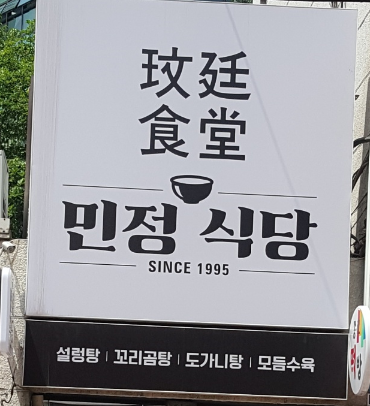 玟廷
食堂
민정 식당
SINCE 1995
설렁탕 | 꼬리곰탕 | 도가니탕 | 모듬수육